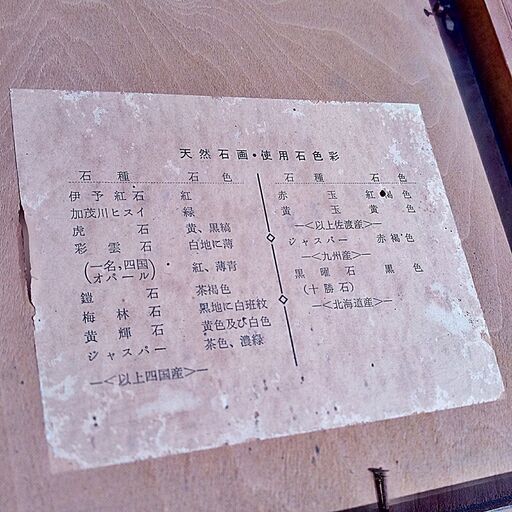 天然石画・使用石色彩
石種 石色
伊予紅石 紅
加茂川ヒスイ 緑
虎石 黄、黒縞
彩雲石 白地に薄
(一名,四国オパール) 紅、薄青
鎧石 茶褐色
梅林石 黒地に白斑紋
黄輝石 黄色及び白色
ジャスパー 茶色、濃緑
―<以上四国産>―
石種 石色
赤玉 紅褐色
黄玉 黄色
―<以上佐渡産>―
ジャスパー 赤褐色
―<九州産>―
黒曜石 黒色
(十勝石)
―<北海道産>―